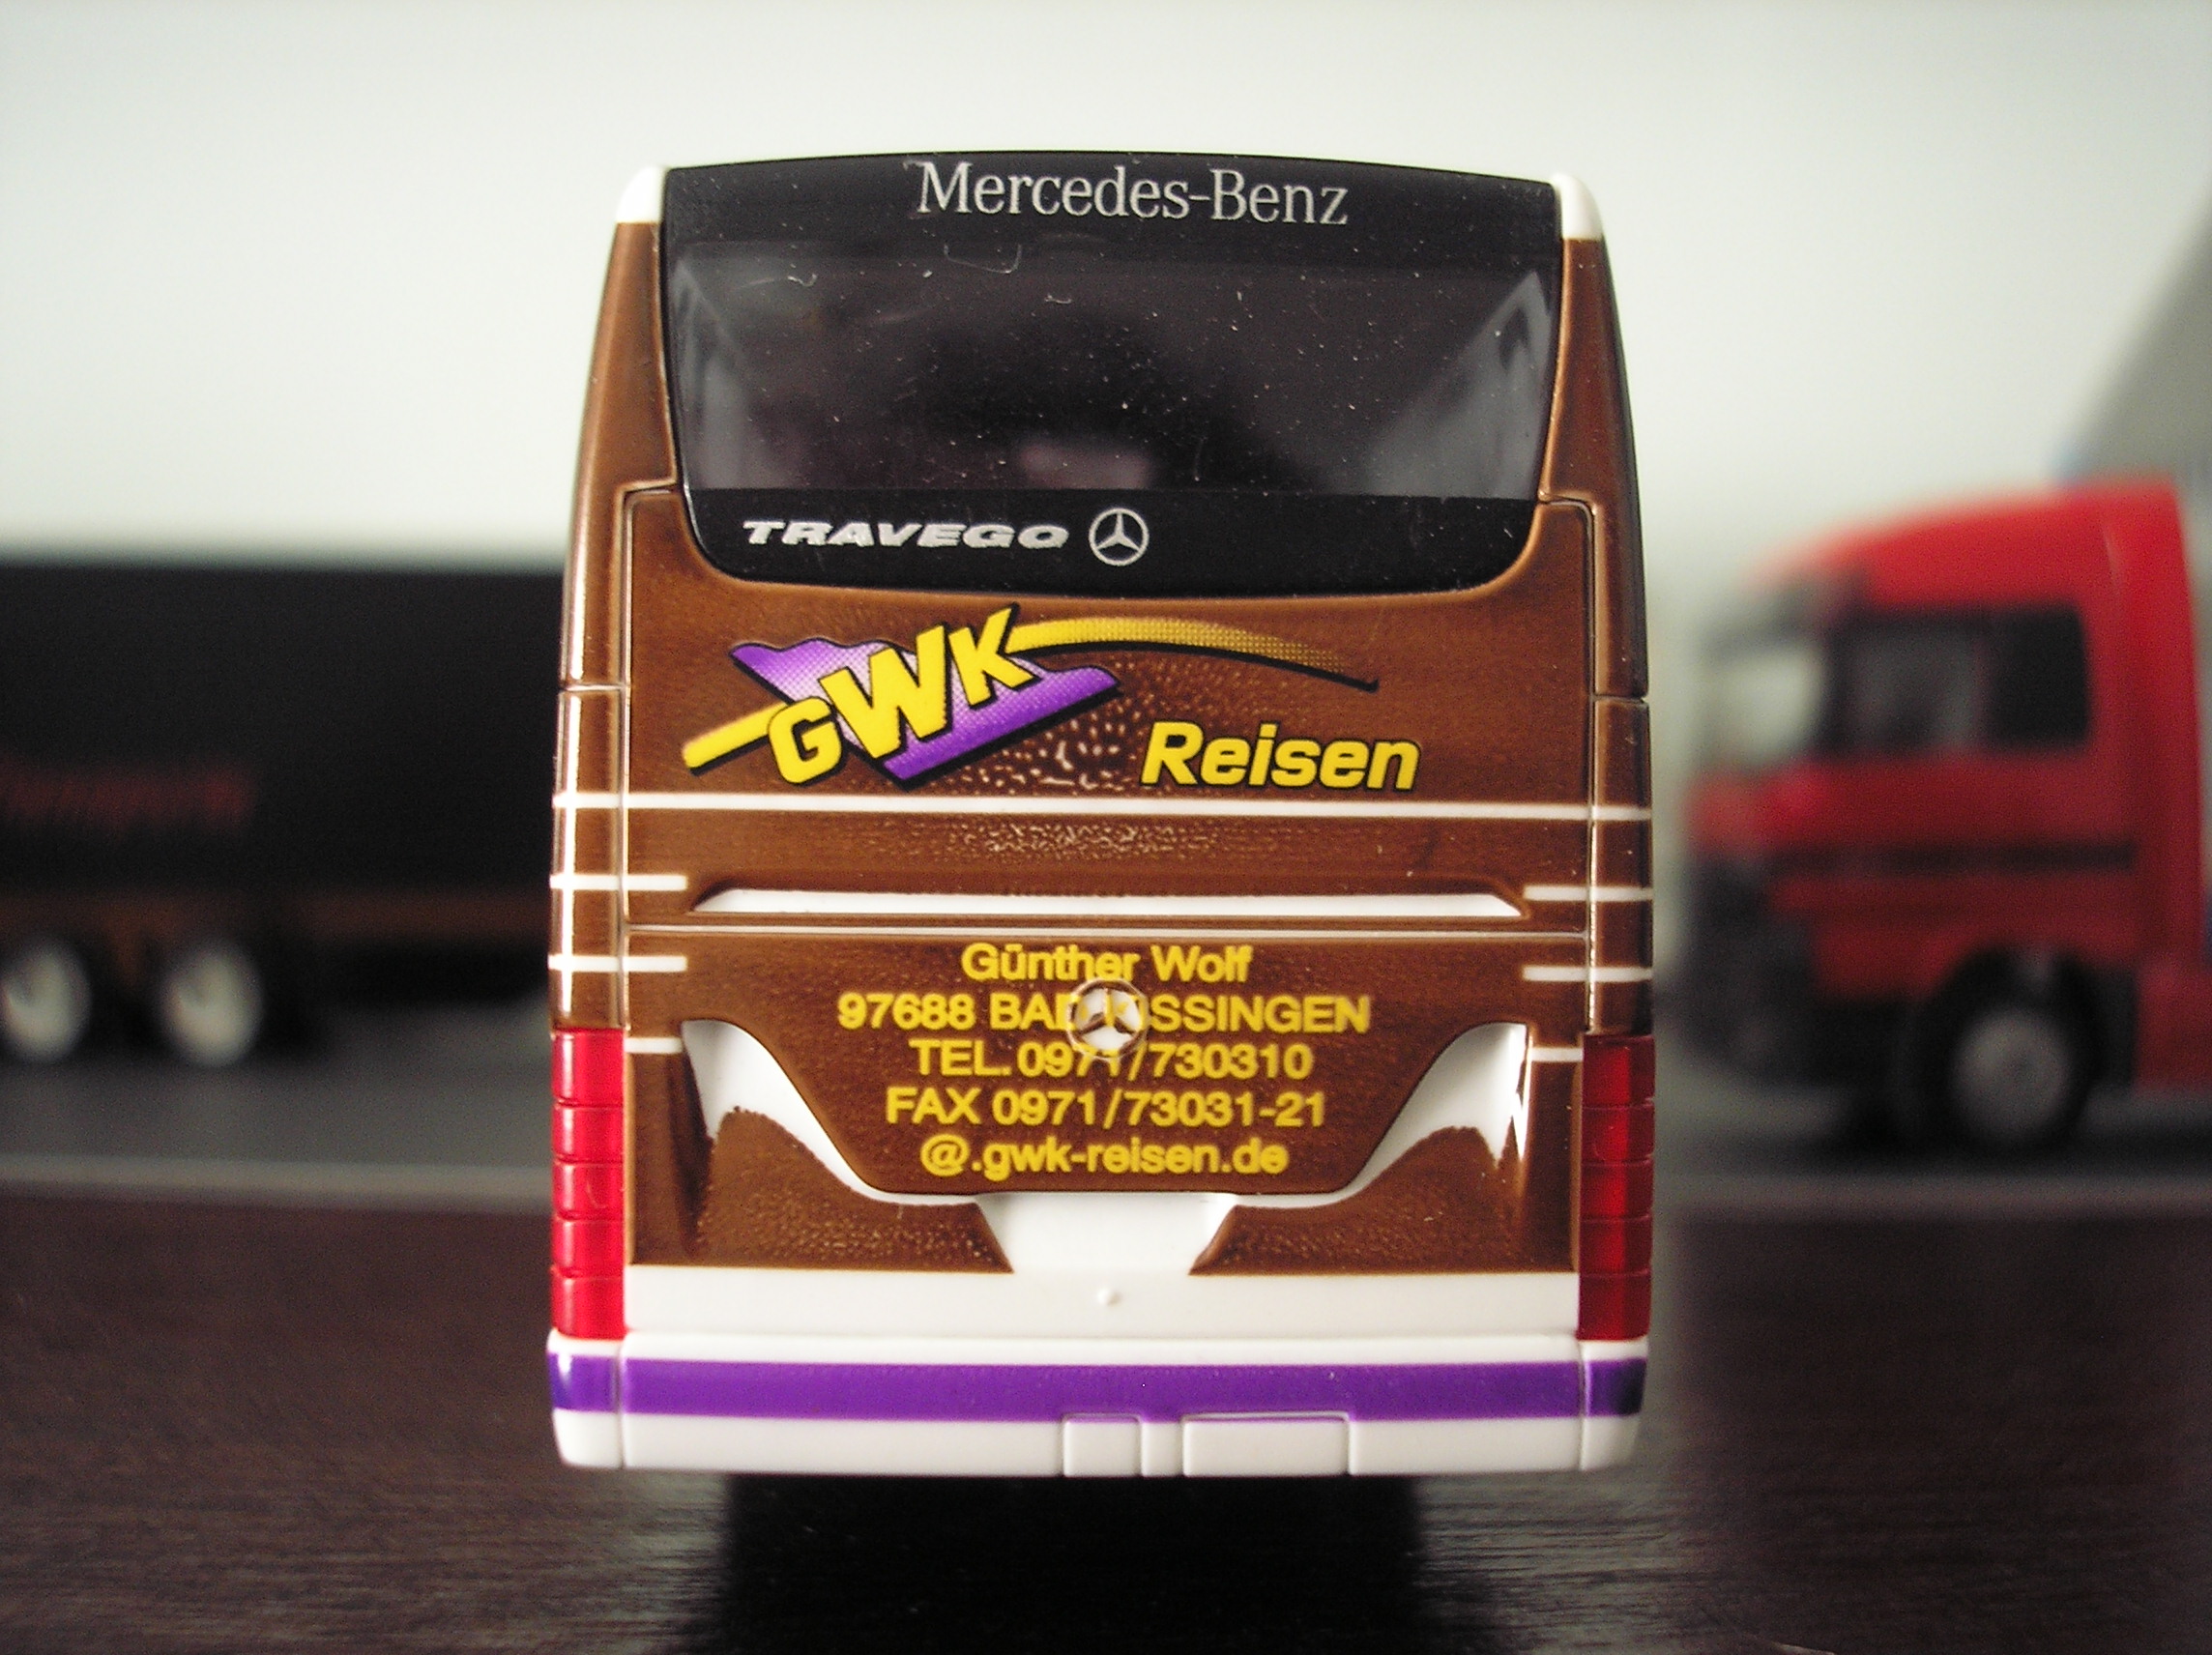 Mercedes-Benz
TRAVEGO
GWK
Reisen
Günther Wolf
97688 BAD KISSINGEN
TEL. 0971/730310
FAX 0971/73031-21
@.gwk-reisen.de